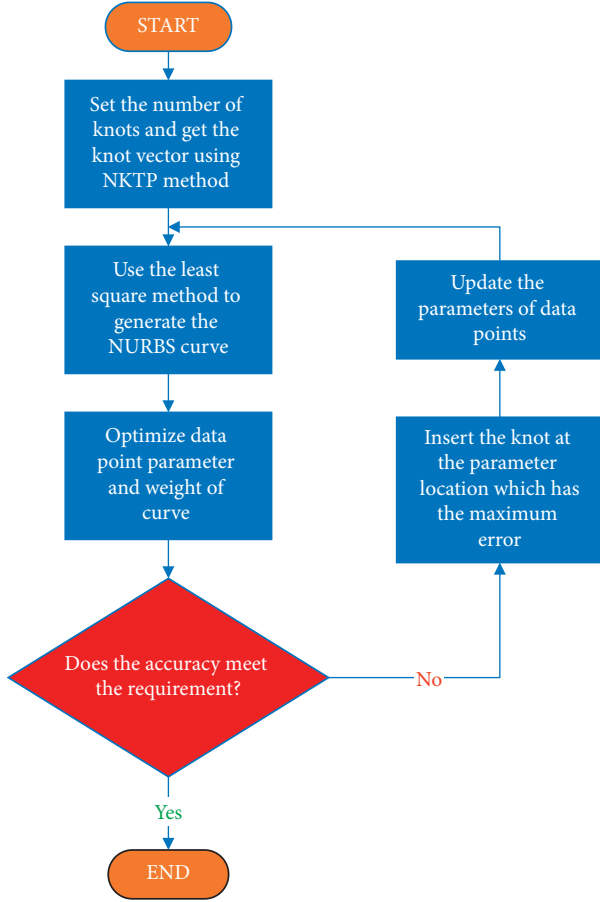 START
Set the number of
knots and get the
knot vector using
NKTP method
Use the least
square method to
generate the
NURBS curve
Optimize data
point parameter
and weight of
curve
Does the accuracy meet
the requirement?
No
Insert the knot at
the parameter
location which has
the maximum
error
Update the
parameters of data
points
Yes
END